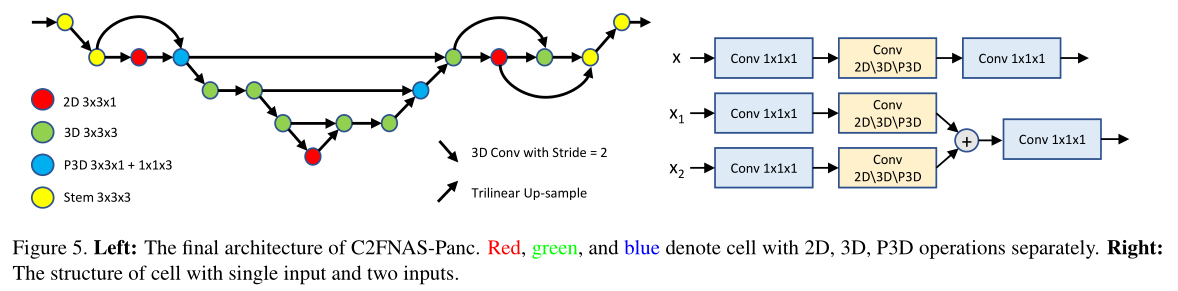 2D 3x3x1
3D 3x3x3
P3D 3x3x1 + 1x1x3
Stem 3x3x3
3D Conv with Stride = 2
Trilinear Up-sample
x
Conv 1x1x1
Conv
2D\3D\P3D
Conv 1x1x1
x1
Conv 1x1x1
Conv
2D\3D\P3D
+
Conv 1x1x1
x2
Conv 1x1x1
Conv
2D\3D\P3D
Figure 5. Left: The final architecture of C2FNAS-Panc. Red, green, and blue denote cell with 2D, 3D, P3D operations separately. Right:
The structure of cell with single input and two inputs.